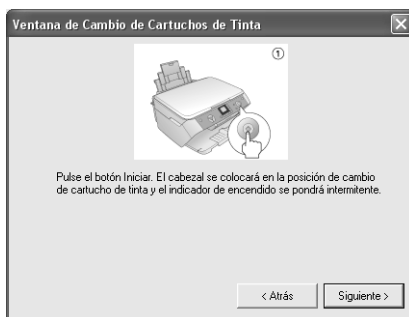 Ventana de Cambio de Cartuchos de Tinta
1
Pulse el botón Iniciar. El cabezal se colocará en la posición de cambio
de cartucho de tinta y el indicador de encendido se pondrá intermitente.
< Atrás
Siguiente >